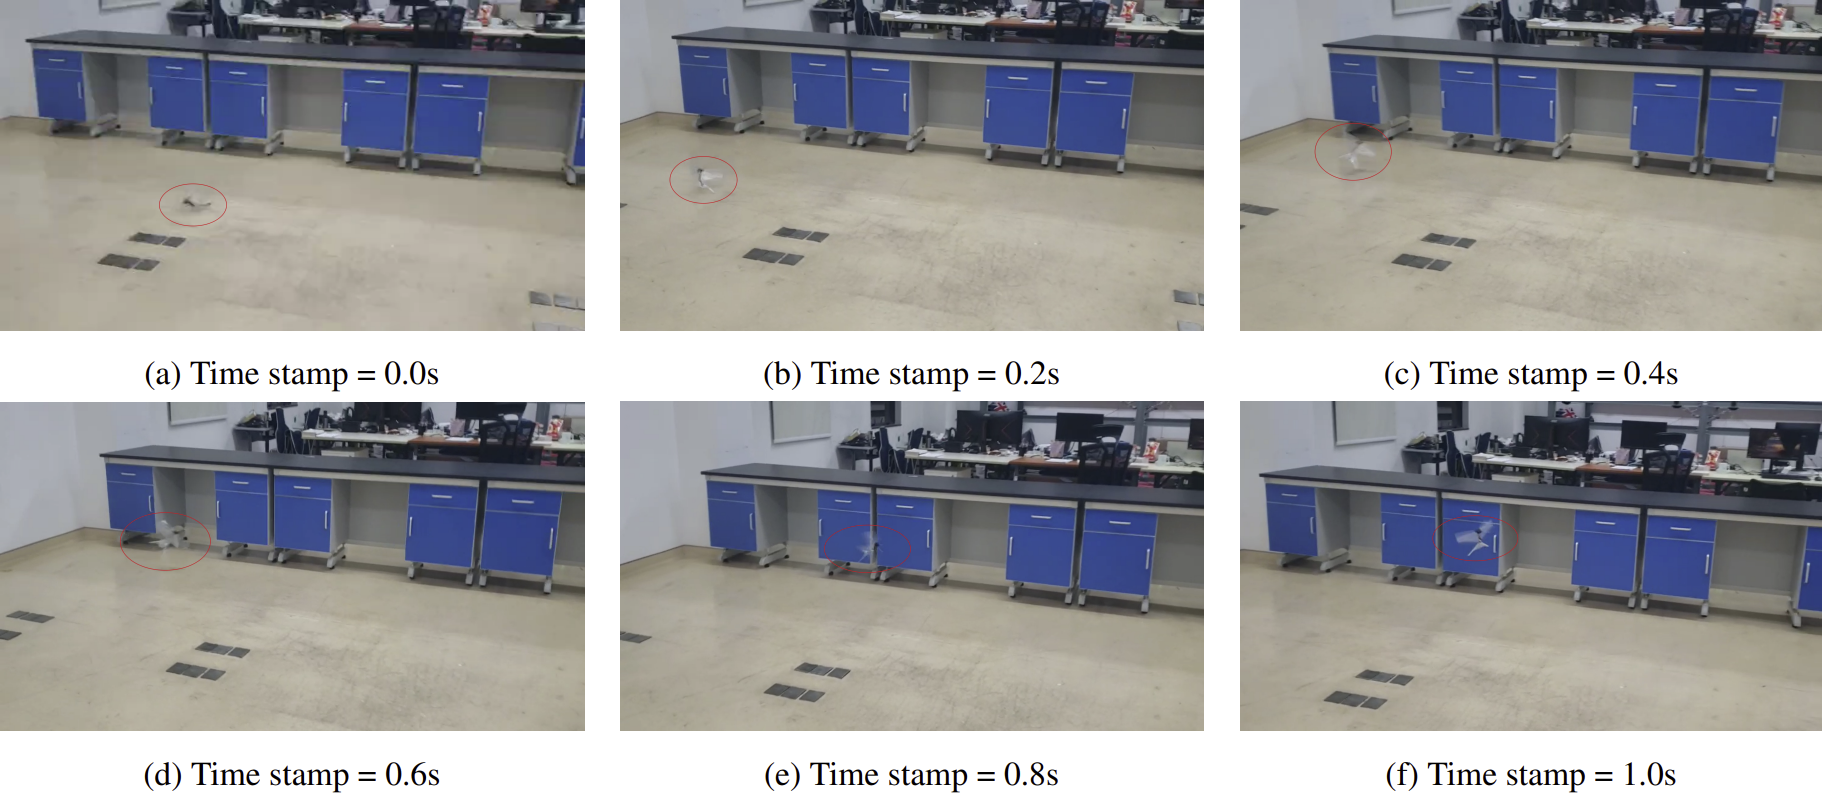 (a) Time stamp = 0.0s
(b) Time stamp = 0.2s
(c) Time stamp = 0.4s
(d) Time stamp = 0.6s
(e) Time stamp = 0.8s
(f) Time stamp = 1.0s